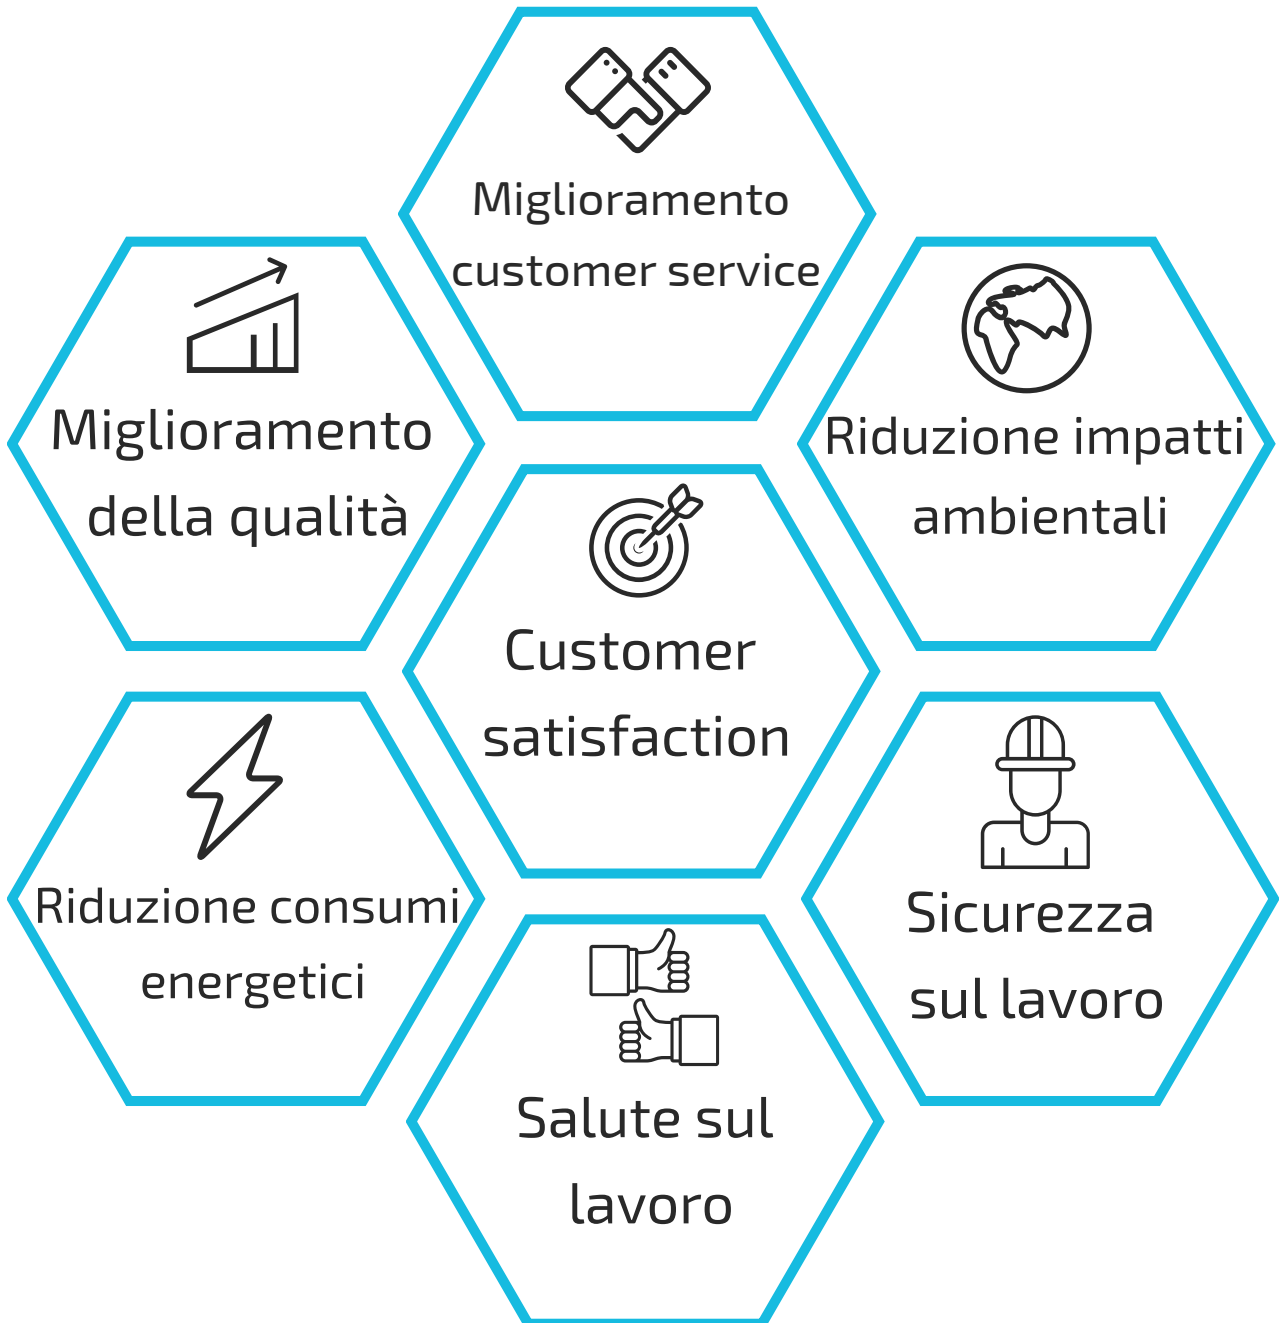 Miglioramento
customer service
Miglioramento
della qualità
Riduzione impatti
ambientali
Customer
satisfaction
Riduzione consumi
energetici
Sicurezza
sul lavoro
Salute sul
lavoro